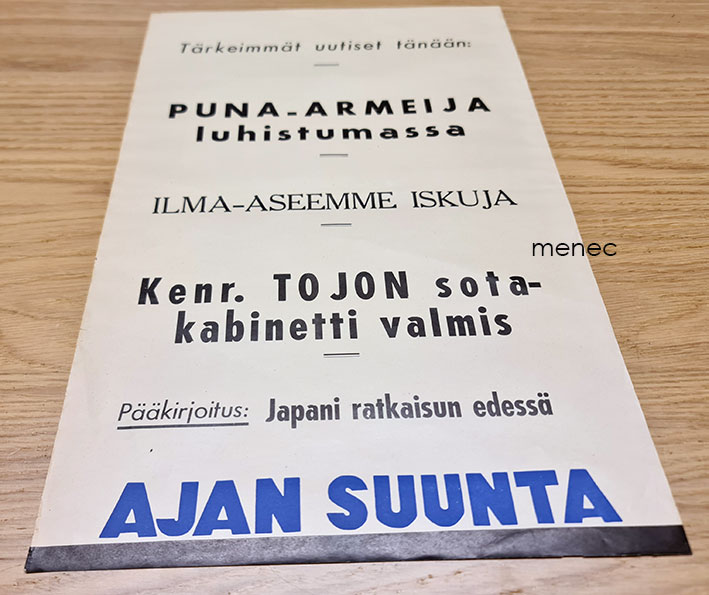 Tärkeimmät uutiset tänään:
PUNA-ARMEIJA
luhistumassa
ILMA-ASEEMME ISKUJA
menec
Kenr. TOJON sota-
kabinetti valmis
Pääkirjoitus: Japani ratkaisun edessä
AJAN SUUNTA